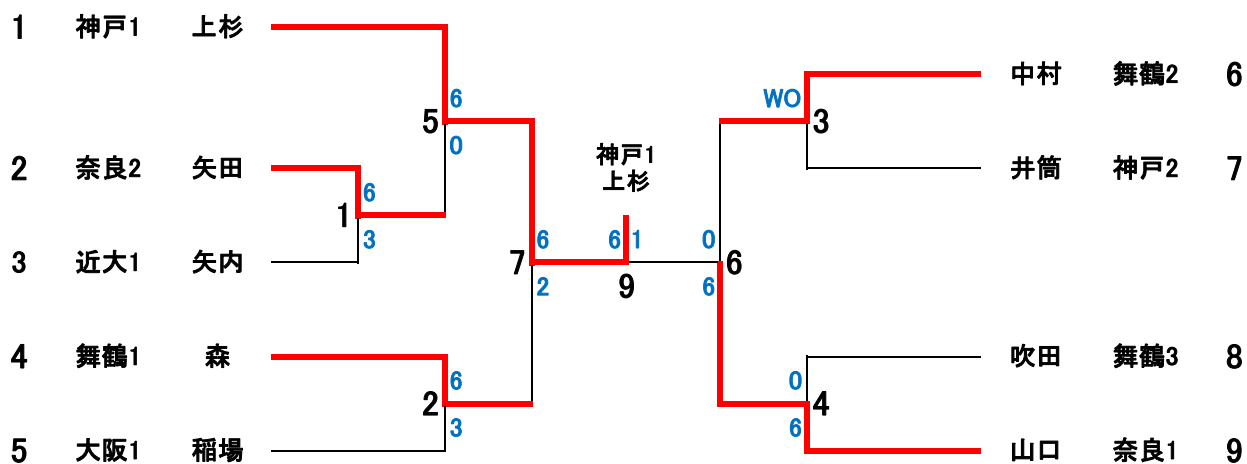 1 神戸1 上杉
中村 舞鶴2 6
6 WO
5 3
0
神戸1
上杉
2 奈良2 矢田
井筒 神戸2 7
6
1
3
6 6 1 0
3 近大1 矢内
7 6
2 9 6
4 舞鶴1 森
吹田 舞鶴3 8
6 0
2 4
3 6
5 大阪1 稲場
山口 奈良1 9